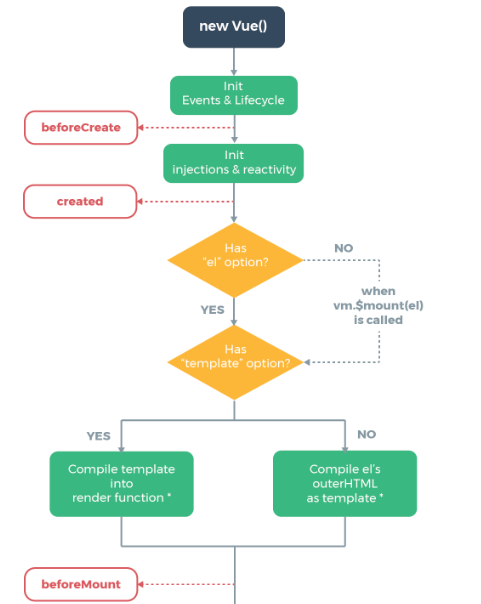 new Vue()
Init
Events & Lifecycle
beforeCreate
Init
injections & reactivity
created
Has
"el" option?
NO
when
vm.$mount(el)
is called
YES
Has
"template" option?
YES
NO
Compile template
into
render function *
Compile el's
outerHTML
as template *
beforeMount